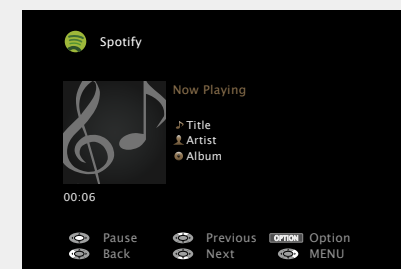 Spotify
Now Playing
Title
Artist
Album
00:06
Pause Previous OPTION Option
Back Next MENU